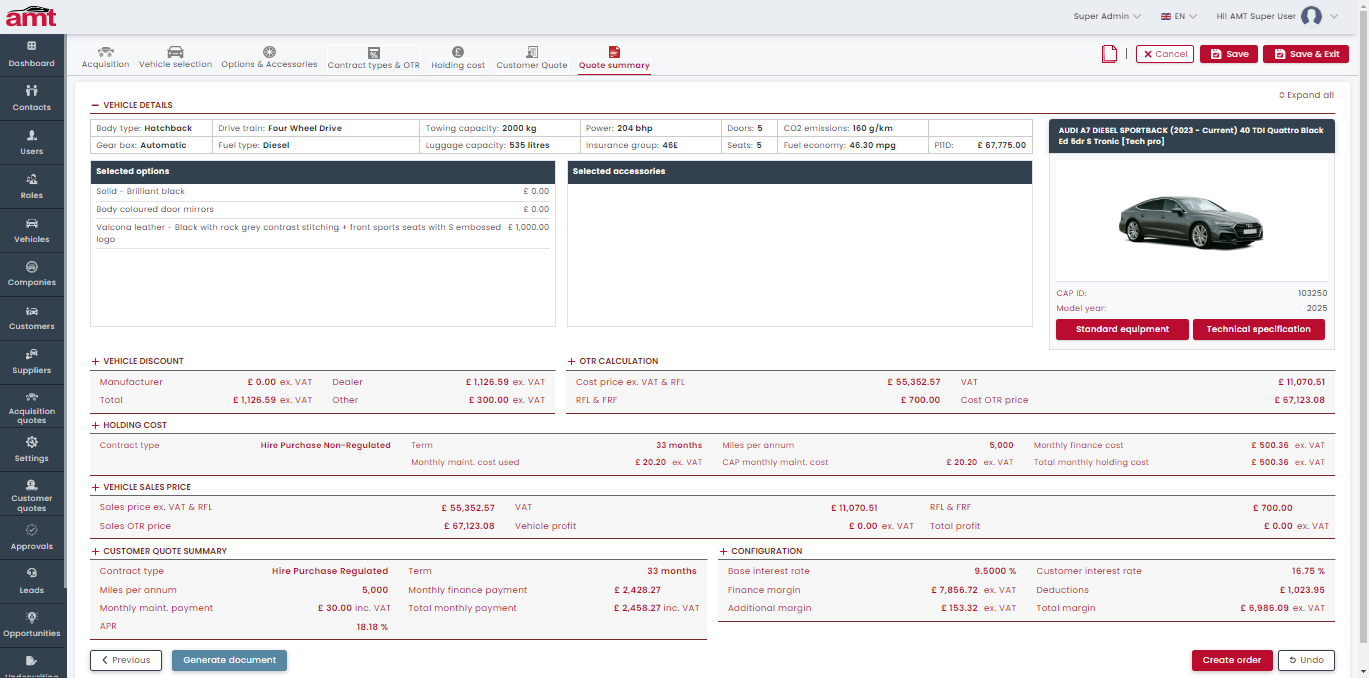 amt
Super Admin
EN
Hi! AMT Super User
Dashboard
Contacts
Users
Roles
Vehicles
Companies
Customers
Suppliers
Acquisition
quotes
Settings
Customer
quotes
Approvals
Leads
Opportunities
Underwriting
Acquisition
Vehicle selection
Options & Accessories
Contract types & OTR
Holding cost
Customer Quote
Quote summary
Cancel
Save
Save & Exit
Expand all
VEHICLE DETAILS
Body type: Hatchback Drive train: Four Wheel Drive Towing capacity: 2000 kg Power: 204 bhp Doors: 5 CO2 emissions: 160 g/km
Gear box: Automatic Fuel type: Diesel Luggage capacity: 535 litres Insurance group: 46E Seats: 5 Fuel economy: 46.30 mpg P11D: £ 67,775.00
Selected options
Solid - Brilliant black £ 0.00
Body coloured door mirrors £ 0.00
Valcona leather - Black with rock grey contrast stitching + front sports seats with S embossed £ 1,000.00
logo
Selected accessories
AUDI A7 DIESEL SPORTBACK (2023 - Current) 40 TDI Quattro Black
Ed 5dr S Tronic [Tech pro]
CAP ID: 103250
Model year: 2025
Standard equipment
Technical specification
VEHICLE DISCOUNT
Manufacturer £ 0.00 ex. VAT Dealer £ 1,126.59 ex. VAT
Total £ 1,126.59 ex. VAT Other £ 300.00 ex. VAT
OTR CALCULATION
Cost price ex. VAT & RFL £ 55,352.57 VAT £ 11,070.51
RFL & FRF £ 700.00 Cost OTR price £ 67,123.08
HOLDING COST
Contract type Hire Purchase Non-Regulated Term 33 months Miles per annum 5,000 Monthly finance cost £ 500.36 ex. VAT
Monthly maint. cost used £ 20.20 ex. VAT CAP monthly maint. cost £ 20.20 ex. VAT Total monthly holding cost £ 500.36 ex. VAT
VEHICLE SALES PRICE
Sales price ex. VAT & RFL £ 55,352.57 VAT £ 11,070.51 RFL & FRF £ 700.00
Sales OTR price £ 67,123.08 Vehicle profit £ 0.00 ex. VAT Total profit £ 0.00 ex. VAT
CUSTOMER QUOTE SUMMARY
Contract type Hire Purchase Regulated Term 33 months
Miles per annum 5,000 Monthly finance payment £ 2,428.27
Monthly maint. payment £ 30.00 inc. VAT Total monthly payment £ 2,458.27 inc. VAT
APR 18.18 %
CONFIGURATION
Base interest rate 9.5000 % Customer interest rate 16.75 %
Finance margin £ 7,856.72 ex. VAT Deductions £ 1,023.95
Additional margin £ 153.32 ex. VAT Total margin £ 6,986.09 ex. VAT
Previous
Generate document
Create order
Undo